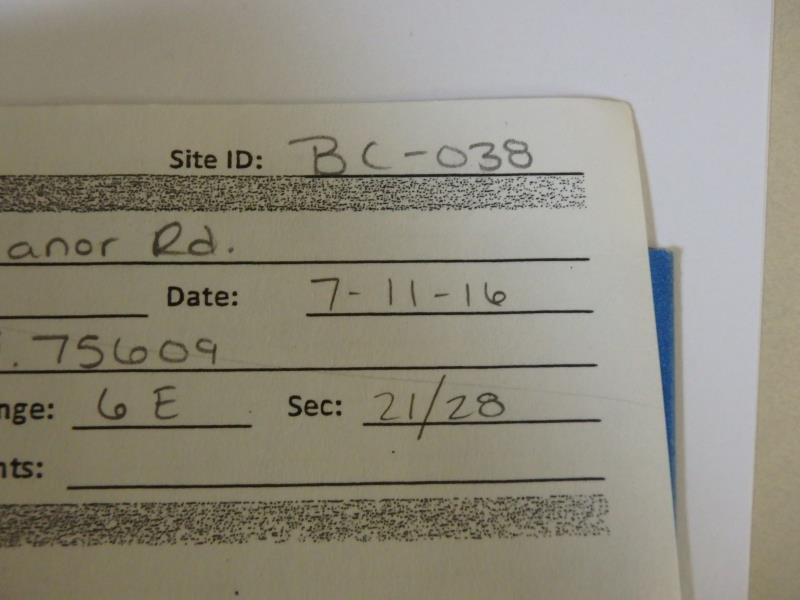 Site ID: BC-038
anor Rd.
Date: 7-11-16
.75609
nge: 6 E Sec: 21/28
nts: